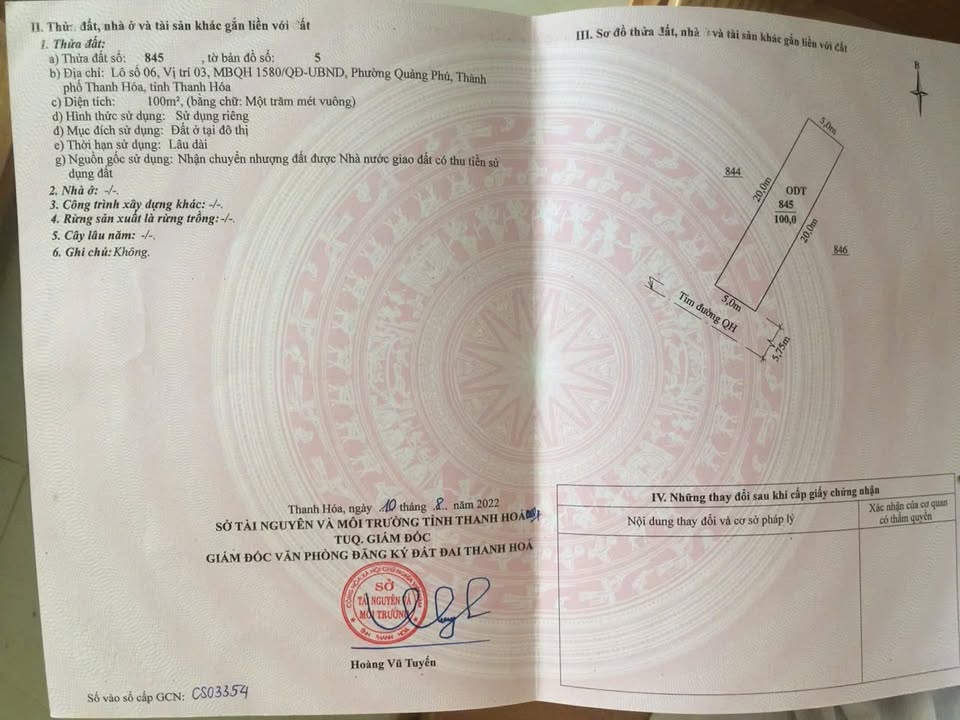 II. Thửa đất, nhà ở và tài sản khác gắn liền với đất
1. Thửa đất:
a) Thửa đất số: 845 , tờ bản đồ số: 5
b) Địa chỉ: Lô số 06, Vị trí 03, MBQH 1580/QĐ-UBND, Phường Quảng Phú, Thành
phố Thanh Hóa, tỉnh Thanh Hóa
c) Diện tích: 100m², (bằng chữ: Một trăm mét vuông)
d) Hình thức sử dụng: Sử dụng riêng
đ) Mục đích sử dụng: Đất ở tại đô thị
e) Thời hạn sử dụng: Lâu dài
g) Nguồn gốc sử dụng: Nhận chuyển nhượng đất được Nhà nước giao đất có thu tiền sử
dụng đất
2. Nhà ở: -/-.
3. Công trình xây dựng khác: -/-.
4. Rừng sản xuất là rừng trồng: -/-.
5. Cây lâu năm: -/-.
6. Ghi chú: Không.
Thanh Hóa, ngày 10 tháng 8 năm 2022
SỞ TÀI NGUYÊN VÀ MÔI TRƯỜNG TỈNH THANH HOÁ
TUQ. GIÁM ĐỐC
GIÁM ĐỐC VĂN PHÒNG ĐĂNG KÝ ĐẤT ĐAI THANH HOÁ
SỞ
TÀI NGUYÊN VÀ
MÔI TRƯỜNG
TỈNH THANH HÓA
Hoàng Vũ Tuyến
Số vào sổ cấp GCN: CS03354
III. Sơ đồ thửa đất, nhà ở và tài sản khác gắn liền với đất
B
5,0m
844
20,0m
ODT
845
100,0
20,0m
846
5,0m
Tim đường QH
5,75m
IV. Những thay đổi sau khi cấp giấy chứng nhận
Nội dung thay đổi và cơ sở pháp lý
Xác nhận của cơ quan
có thẩm quyền